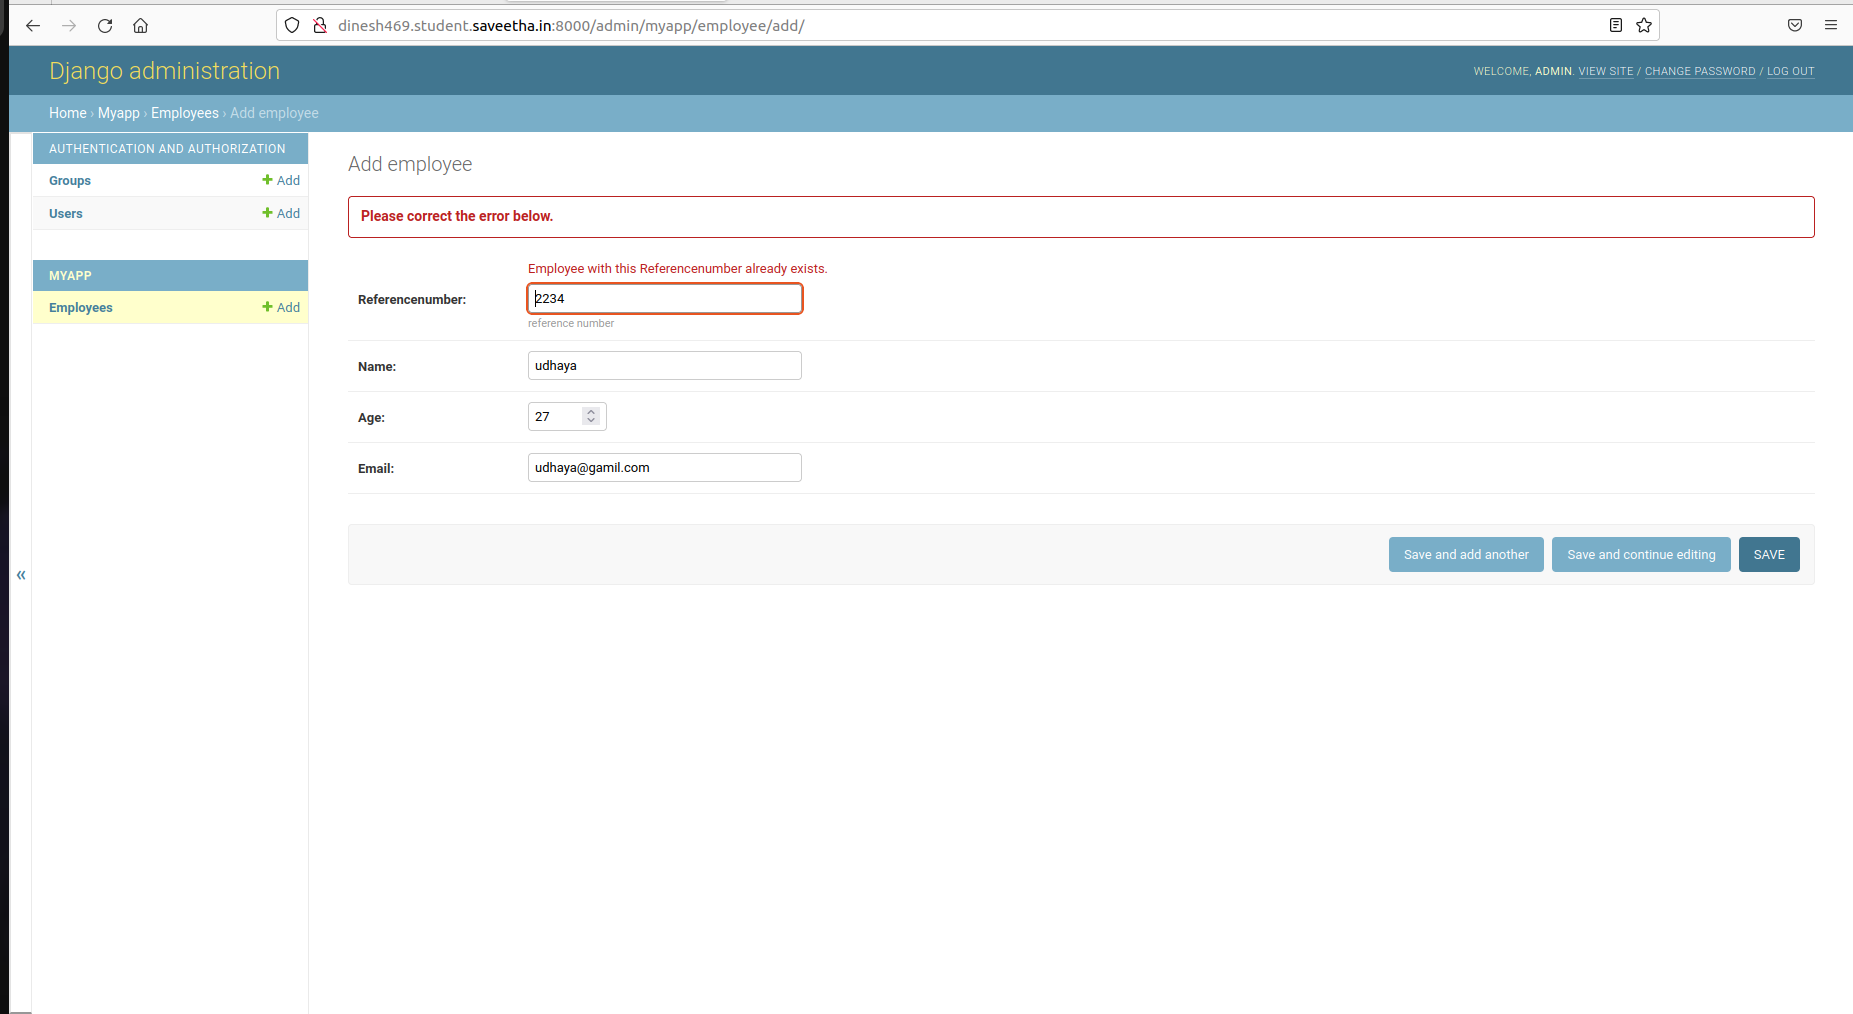 dinesh469.student.saveetha.in:8000/admin/myapp/employee/add/
Django administration
WELCOME, ADMIN. VIEW SITE / CHANGE PASSWORD / LOG OUT
Home › Myapp › Employees › Add employee
AUTHENTICATION AND AUTHORIZATION
Groups + Add
Users + Add
MYAPP
Employees + Add
«
Add employee
Please correct the error below.
Employee with this Referencenumber already exists.
Referencenumber: 2234
reference number
Name: udhaya
Age: 27
Email: udhaya@gamil.com
Save and add another Save and continue editing SAVE